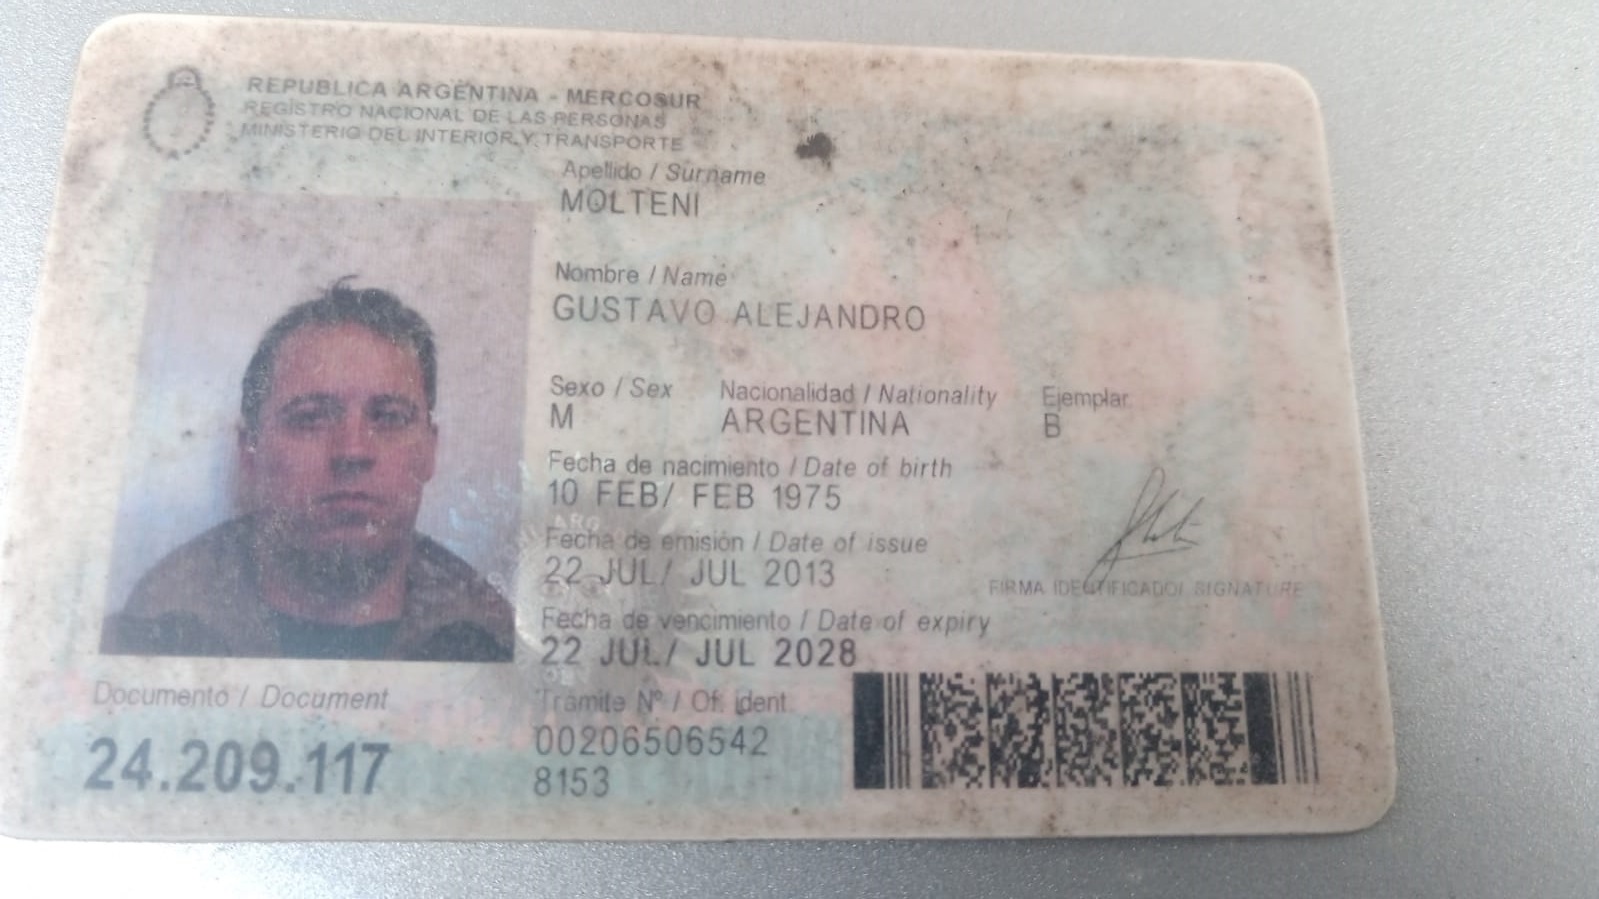 REPUBLICA ARGENTINA - MERCOSUR
REGISTRO NACIONAL DE LAS PERSONAS
MINISTERIO DEL INTERIOR Y TRANSPORTE
Apellido / Surname
MOLTENI
Nombre / Name
GUSTAVO ALEJANDRO
Sexo / Sex Nacionalidad / Nationality Ejemplar
M ARGENTINA B
Fecha de nacimiento / Date of birth
10 FEB/ FEB 1975
Fecha de emisión / Date of issue
22 JUL/ JUL 2013
FIRMA IDENTIFICADO/ SIGNATURE
Fecha de vencimiento / Date of expiry
22 JUL/ JUL 2028
Documento / Document Trámite Nº / Of. ident.
24.209.117 00206506542
8153